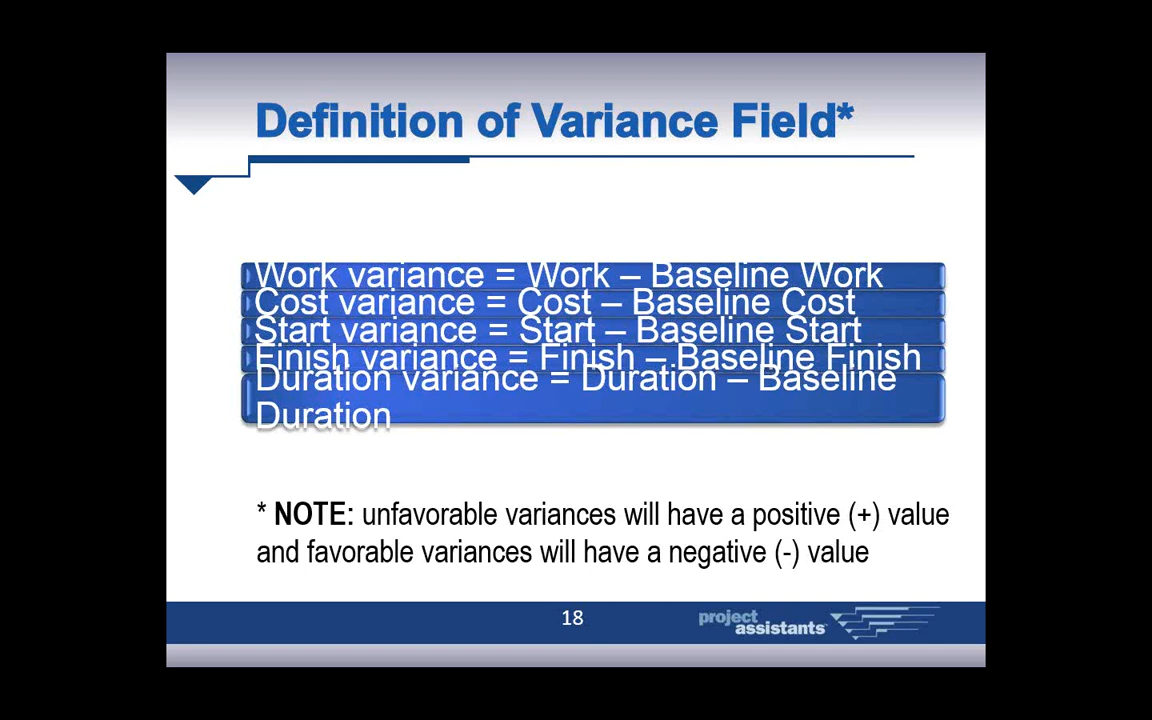 Definition of Variance Field*
Work variance = Work – Baseline Work
Cost variance = Cost – Baseline Cost
Start variance = Start – Baseline Start
Finish variance = Finish – Baseline Finish
Duration variance = Duration – Baseline
Duration
* NOTE: unfavorable variances will have a positive (+) value
and favorable variances will have a negative (-) value
18
project
assistants